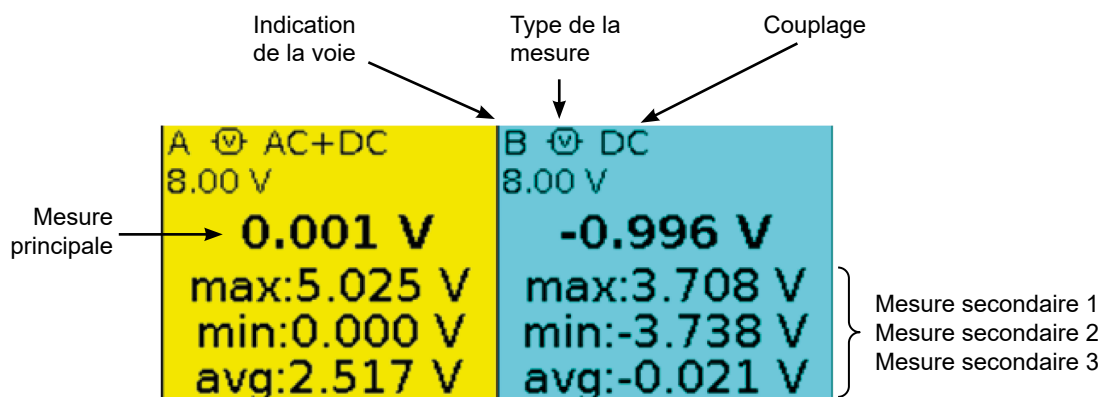 Indication
de la voie
Type de la
mesure
Couplage
A V AC+DC
8.00 V
0.001 V
max:5.025 V
min:0.000 V
avg:2.517 V
B V DC
8.00 V
-0.996 V
max:3.708 V
min:-3.738 V
avg:-0.021 V
Mesure
principale
Mesure secondaire 1
Mesure secondaire 2
Mesure secondaire 3